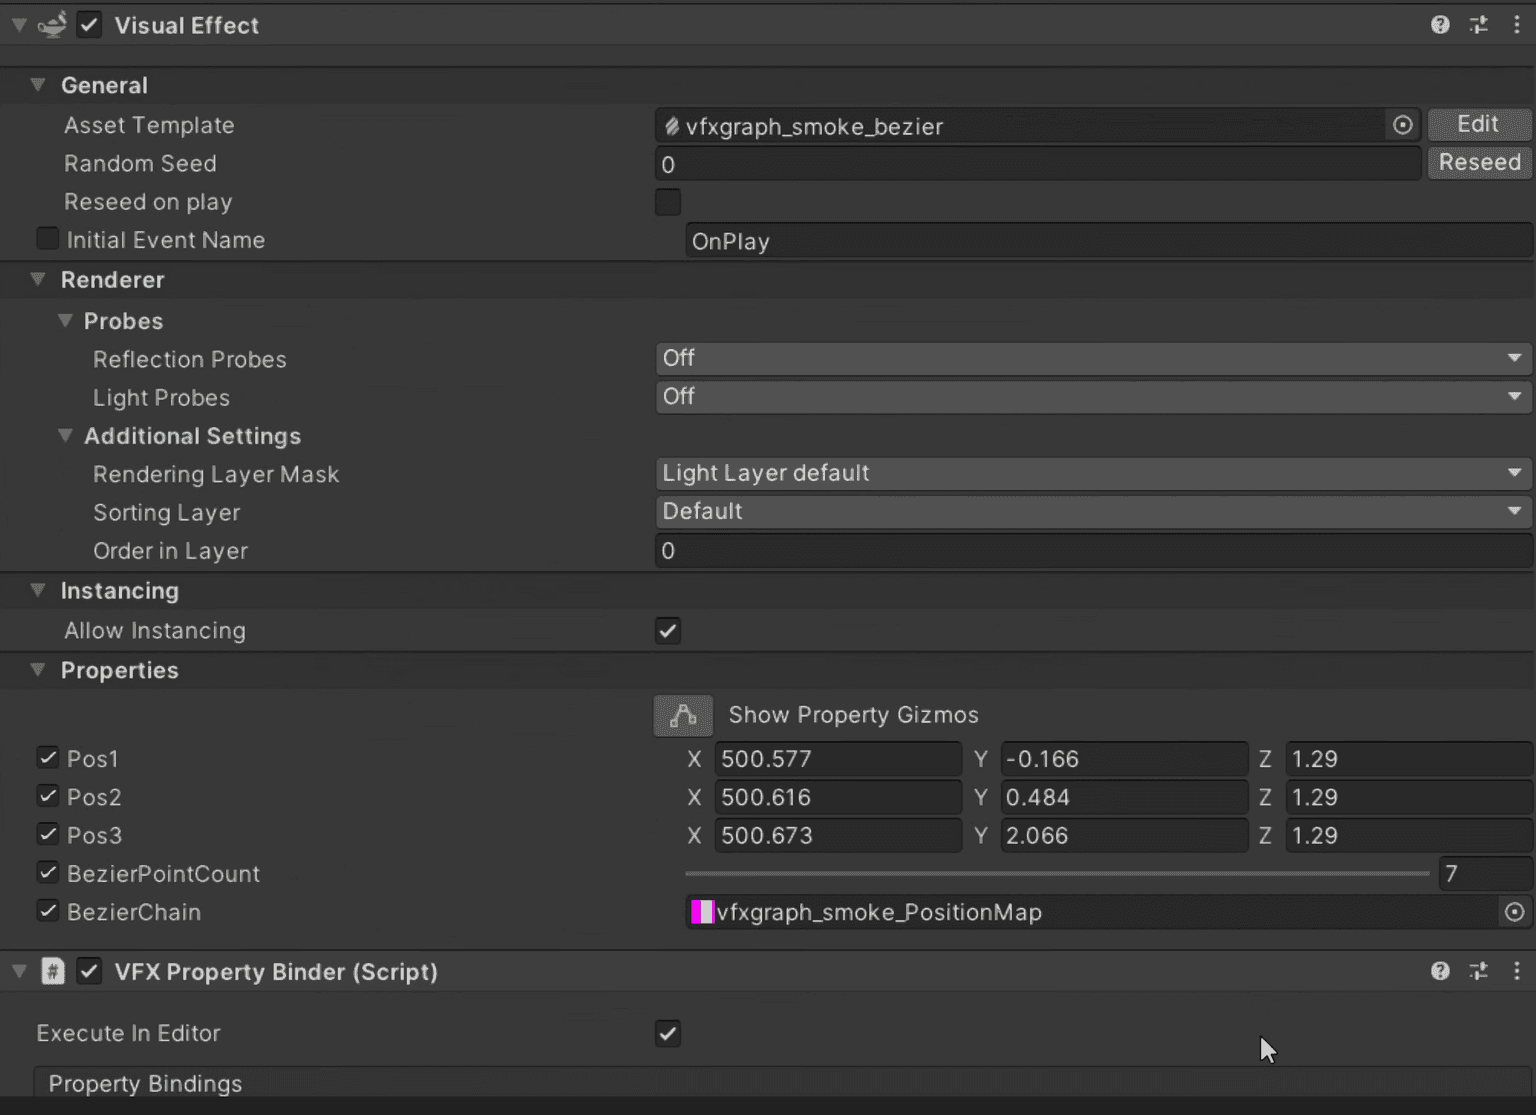 Visual Effect
General
Asset Template vfxgraph_smoke_bezier Edit
Random Seed 0 Reseed
Reseed on play
Initial Event Name OnPlay
Renderer
Probes
Reflection Probes Off
Light Probes Off
Additional Settings
Rendering Layer Mask Light Layer default
Sorting Layer Default
Order in Layer 0
Instancing
Allow Instancing
Properties
Show Property Gizmos
Pos1 X 500.577 Y -0.166 Z 1.29
Pos2 X 500.616 Y 0.484 Z 1.29
Pos3 X 500.673 Y 2.066 Z 1.29
BezierPointCount 7
BezierChain vfxgraph_smoke_PositionMap
# VFX Property Binder (Script)
Execute In Editor
Property Bindings